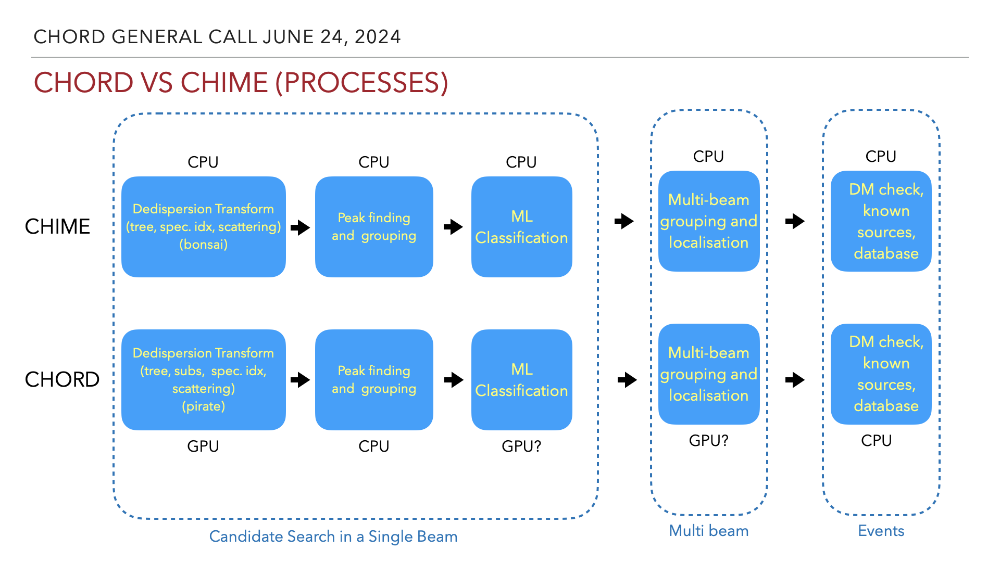 CHORD GENERAL CALL JUNE 24, 2024
CHORD VS CHIME (PROCESSES)
CHIME
CPU
Dedispersion Transform
(tree, spec. idx, scattering)
(bonsai)
CPU
Peak finding
and grouping
CPU
ML
Classification
CPU
Multi-beam
grouping and
localisation
CPU
DM check,
known
sources,
database
CHORD
Dedispersion Transform
(tree, subs, spec. idx,
scattering)
(pirate)
GPU
Peak finding
and grouping
CPU
ML
Classification
GPU?
Multi-beam
grouping and
localisation
GPU?
DM check,
known
sources,
database
CPU
Candidate Search in a Single Beam
Multi beam
Events